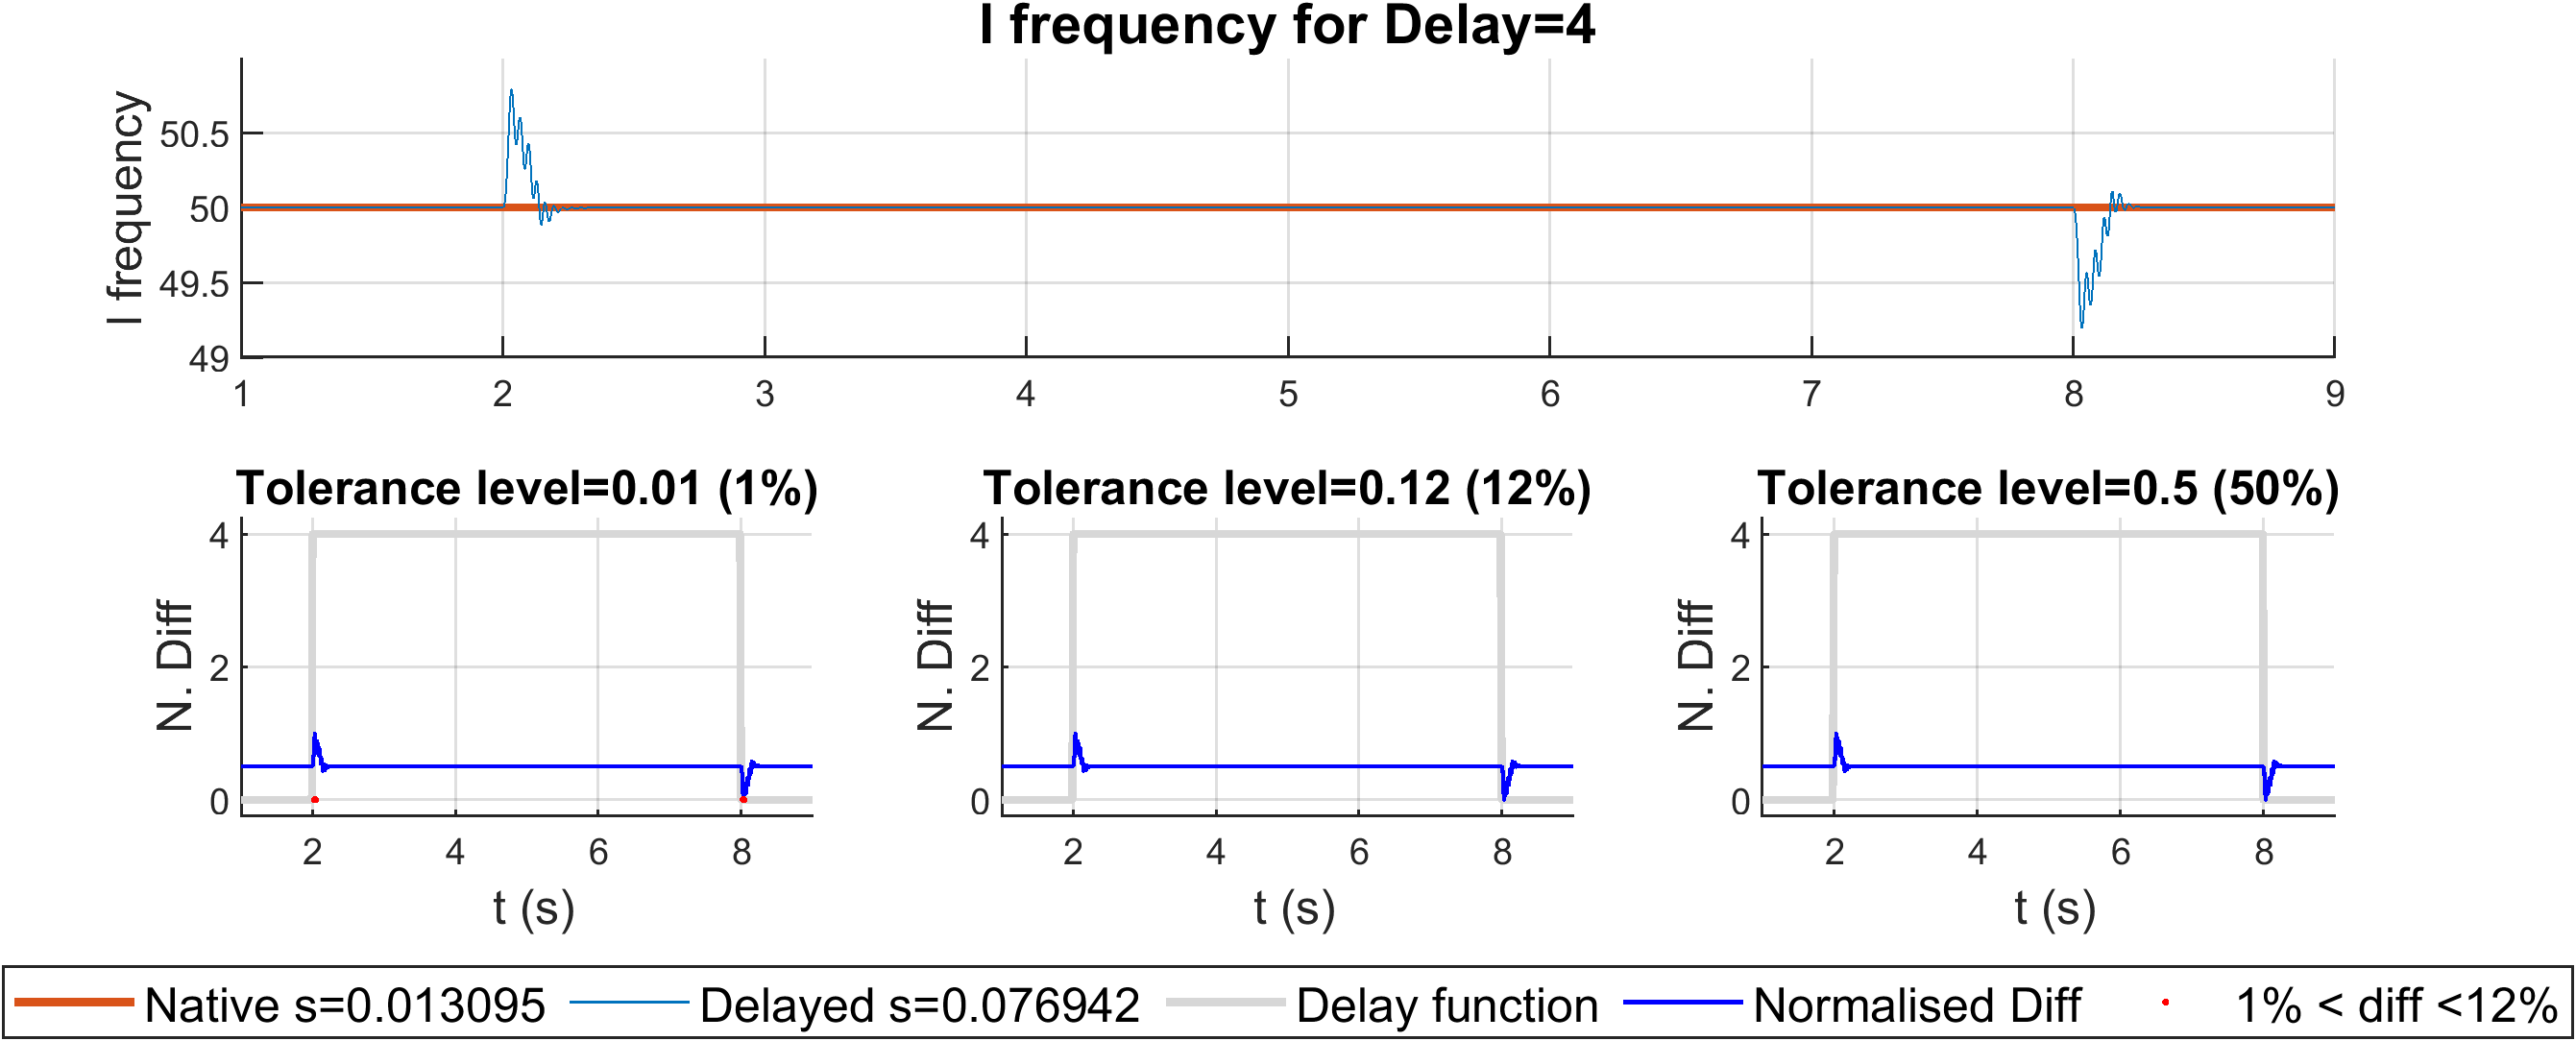 I frequency for Delay=4
I frequency
50.5
50
49.5
49
1 2 3 4 5 6 7 8 9
Tolerance level=0.01 (1%)
N. Diff
4
2
0
2 4 6 8
t (s)
Tolerance level=0.12 (12%)
N. Diff
4
2
0
2 4 6 8
t (s)
Tolerance level=0.5 (50%)
N. Diff
4
2
0
2 4 6 8
t (s)
Native s=0.013095 Delayed s=0.076942 Delay function Normalised Diff 1% < diff <12%